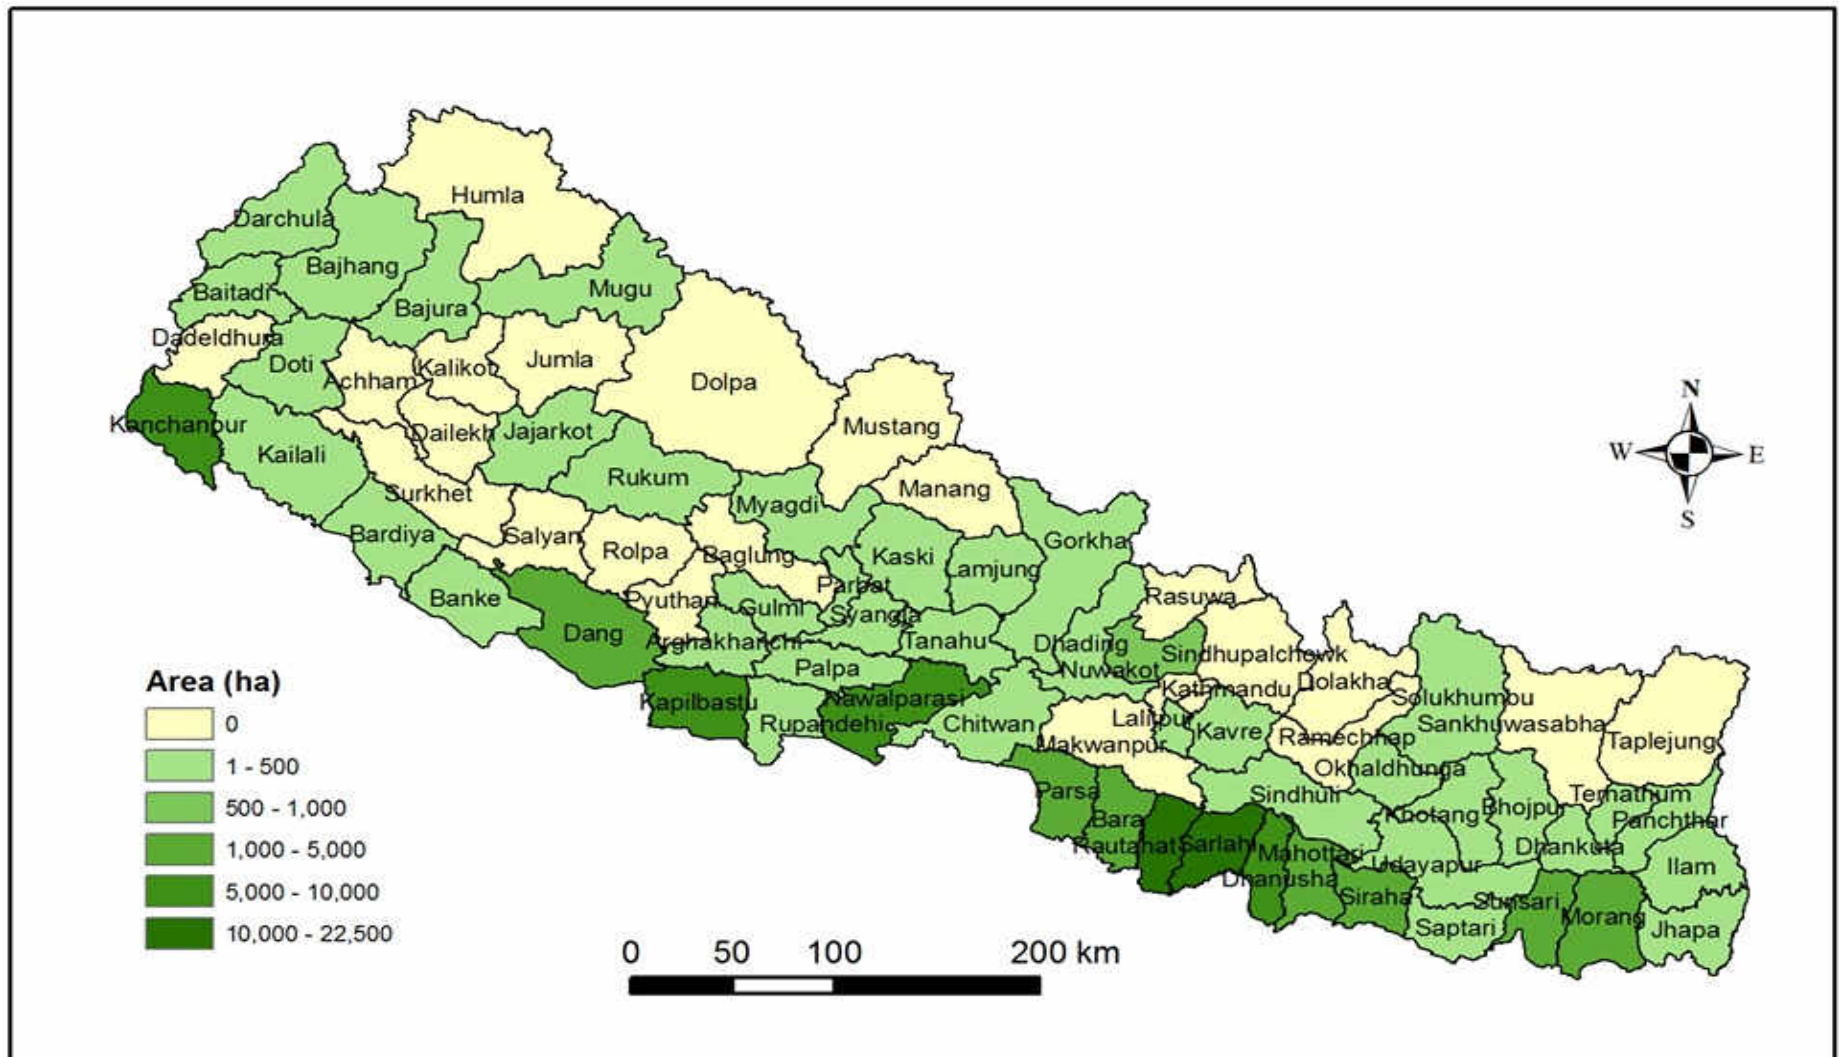 Humla
Darchula
Bajhang
Mugu
Baitadi
Bajura
Dadeldhura
Doti
Kalikot
Jumla
Achham
Dolpa
N
Kanchanpur
Dailekh
Jajarkot
Mustang
W
E
Kailali
Rukum
Surkhet
Manang
Myagdi
S
Bardiya
Salyan
Rolpa
Baglung
Kaski
Lamjung
Gorkha
Banke
Pyuthan
Parbat
Rasuwa
Gulmi
Syangja
Dang
Arghakhanchi
Tanahu
Dhading
Sindhupalchowk
Palpa
Nuwakot
Area (ha)
Kathmandu
Dolakha
Kapilbastu
Nawalparasi
Solukhumbu
0
Rupandehi
Chitwan
Lalitpur
Kavre
Sankhuwasabha
Makwanpur
Ramechhap
Taplejung
1 - 500
Okhaldhunga
Parsa
Sindhuli
Terhathum
500 - 1,000
Bara
Khotang
Bhojpur
Panchthar
1,000 - 5,000
Rautahat
Sarlahi
Mahottari
Dhankuta
Udayapur
Ilam
5,000 - 10,000
Dhanusha
Siraha
Sunsari
Morang
10,000 - 22,500
Saptari
Jhapa
0 50 100 200 km